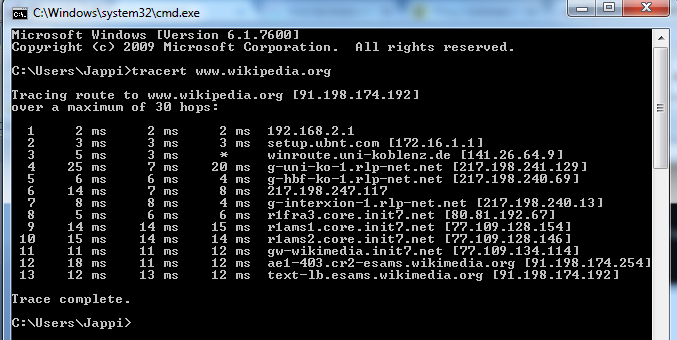 C:\Windows\system32\cmd.exe
Microsoft Windows [Version 6.1.7600]
Copyright (c) 2009 Microsoft Corporation.  All rights reserved.
C:\Users\Jappi>tracert www.wikipedia.org
Tracing route to www.wikipedia.org [91.198.174.192]
over a maximum of 30 hops:
  1     2 ms     2 ms     2 ms  192.168.2.1
  2     3 ms     3 ms     3 ms  setup.ubnt.com [172.16.1.1]
  3     5 ms     3 ms     *     winroute.uni-koblenz.de [141.26.64.9]
  4    25 ms     7 ms    20 ms  g-uni-ko-1.rlp-net.net [217.198.241.129]
  5     6 ms     6 ms     4 ms  g-hbf-ko-1.rlp-net.net [217.198.240.69]
  6    14 ms     7 ms     8 ms  217.198.247.117
  7     8 ms     8 ms     4 ms  g-interxion-1.rlp-net.net [217.198.240.13]
  8     5 ms     6 ms     6 ms  r1fra3.core.init7.net [80.81.192.67]
  9    14 ms    14 ms    15 ms  r1ams1.core.init7.net [77.109.128.154]
 10    15 ms    14 ms    14 ms  r1ams2.core.init7.net [77.109.128.146]
 11    11 ms    11 ms    12 ms  gw-wikimedia.init7.net [77.109.134.114]
 12    18 ms    11 ms    12 ms  ae1-403.cr2-esams.wikimedia.org [91.198.174.254]
 13    12 ms    13 ms    12 ms  text-lb.esams.wikimedia.org [91.198.174.192]
Trace complete.
C:\Users\Jappi>